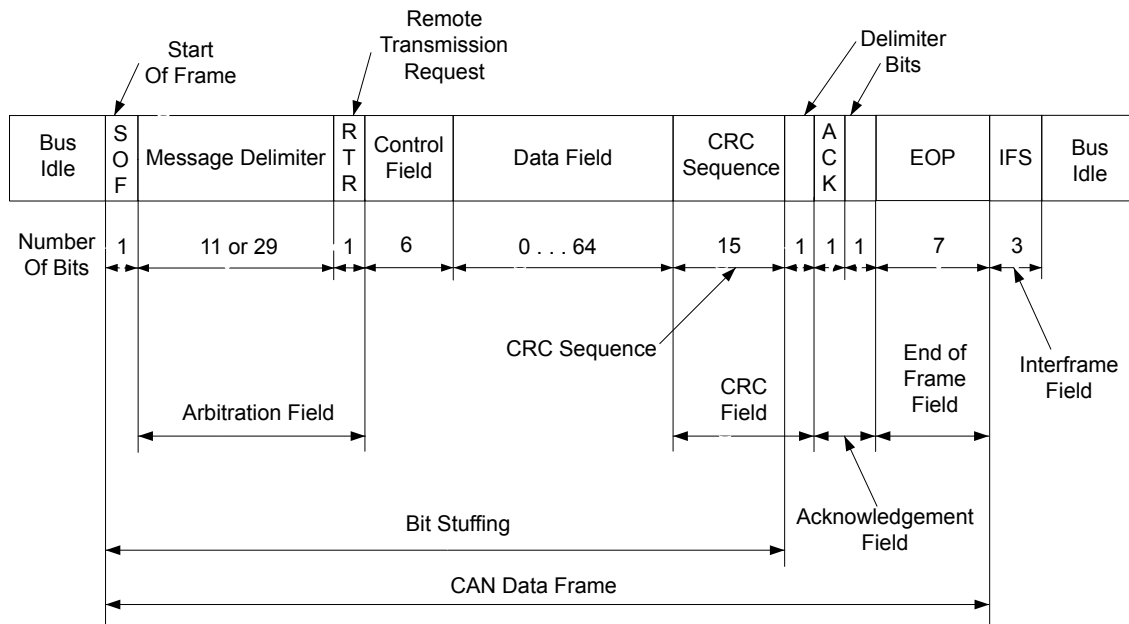 Remote
Transmission
Request
Start
Of Frame
Delimiter
Bits
Bus
Idle
S
O
F
Message Delimiter
R
T
R
Control
Field
Data Field
CRC
Sequence
A
C
K
EOP
IFS
Bus
Idle
Number
Of Bits
1
11 or 29
1
6
0 . . . 64
15
1
1
1
7
3
CRC Sequence
End of
Frame
Field
Interframe
Field
Arbitration Field
CRC
Field
Bit Stuffing
Acknowledgement
Field
CAN Data Frame